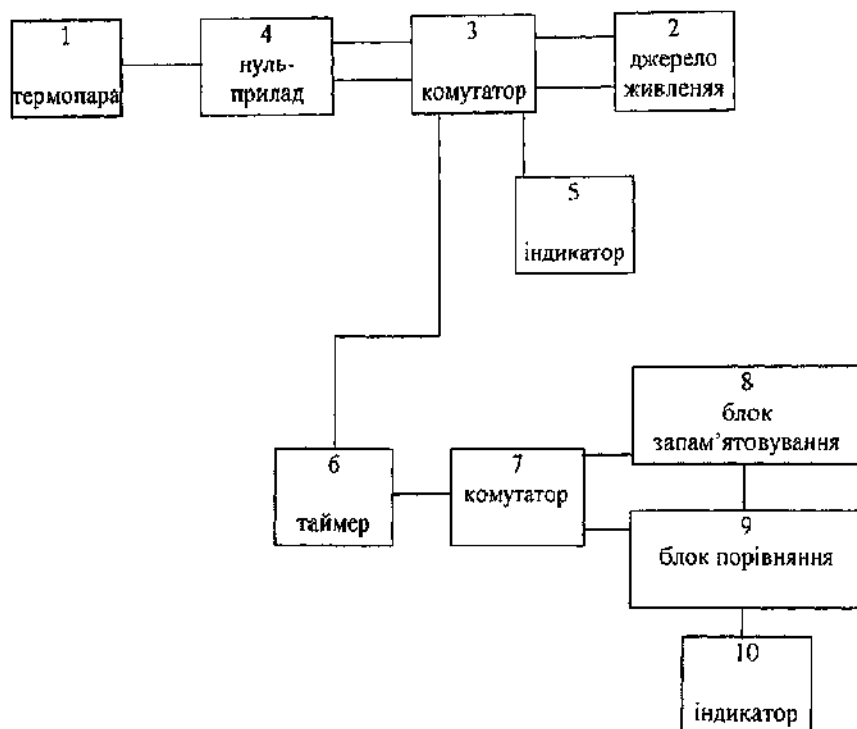 1
термопара
4
нуль-
прилад
3
комутатор
2
джерело
живленяя
5
індикатор
6
таймер
7
комутатор
8
блок
запам’ятовування
9
блок порівняння
10
індикатор